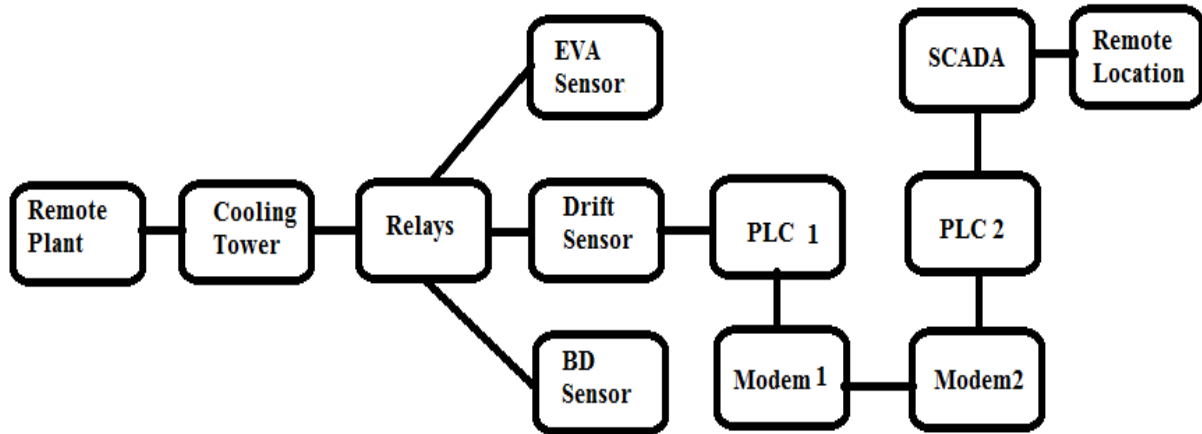 EVA
Sensor
SCADA
Remote
Location
Remote
Plant
Cooling
Tower
Relays
Drift
Sensor
PLC 1
PLC 2
BD
Sensor
Modem 1
Modem2